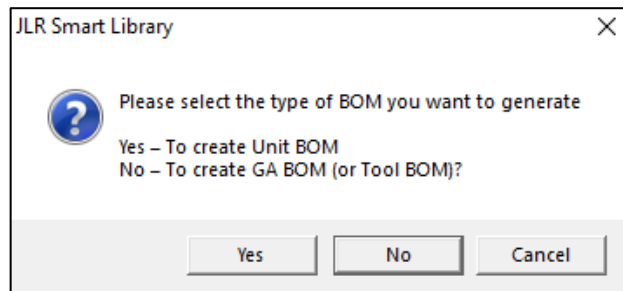 JLR Smart Library
Please select the type of BOM you want to generate
Yes – To create Unit BOM
No – To create GA BOM (or Tool BOM)?
Yes
No
Cancel